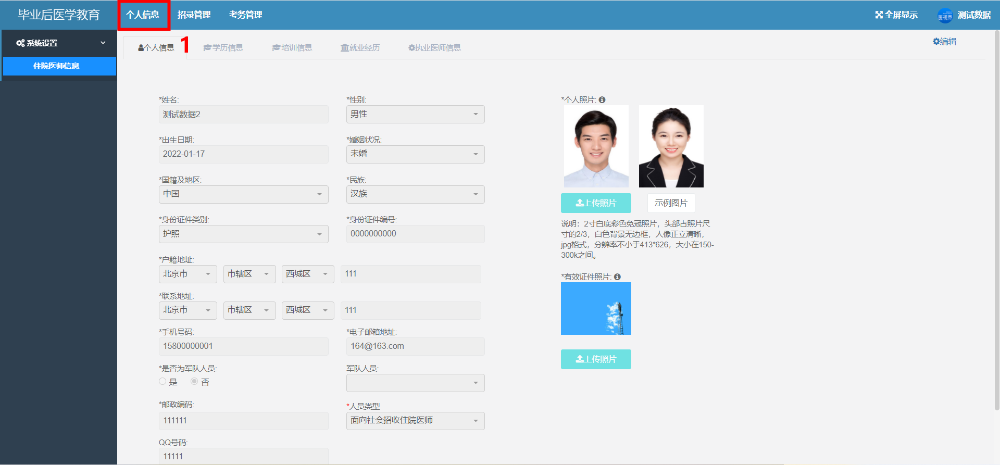 毕业后医学教育
个人信息 招录管理 考务管理 全屏显示 医视界 测试数据
系统设置
住院医师信息
1
个人信息 学历信息 培训信息 就业经历 执业医师信息 编辑
*姓名: *性别: *个人照片:
测试数据2 男性
*出生日期: *婚姻状况:
2022-01-17 未婚
*国籍及地区: *民族:
中国 汉族
上传照片 示例图片
*身份证件类别: *身份证件编号:
护照 0000000000
说明：2寸白底彩色免冠照片，头部占照片尺
寸的2/3，白色背景无边框，人像正立清晰，
jpg格式，分辨率不小于413*626，大小在150-
300k之间。
*户籍地址:
北京市 市辖区 西城区 111
*有效证件照片:
*联系地址:
北京市 市辖区 西城区 111
*手机号码: *电子邮箱地址:
15800000001 164@163.com
上传照片
*是否为军队人员: 军队人员:
是 否
*邮政编码: *人员类型
111111 面向社会招收住院医师
QQ号码:
11111